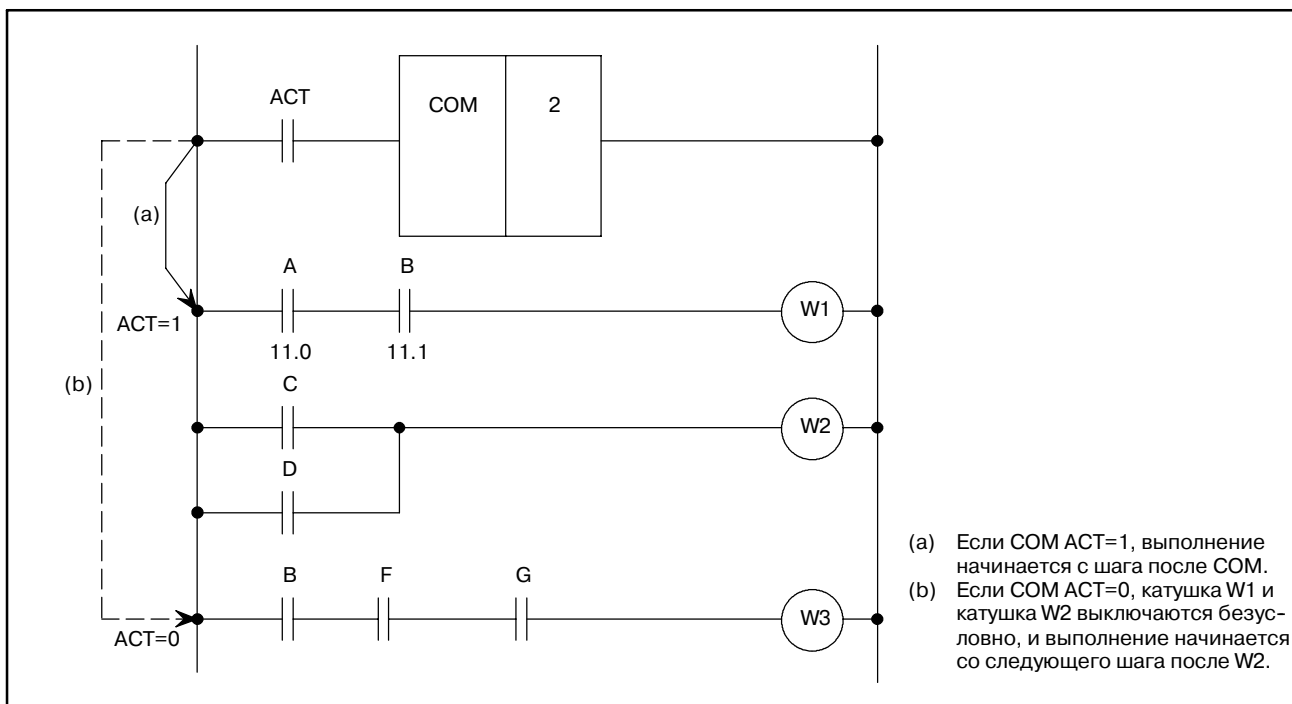 ACT
COM 2
(a)
A B
W1
ACT=1
11.0 11.1
(b)
C
W2
D
B F G
W3
ACT=0
(a) Если COM ACT=1, выполнение
начинается с шага после COM.
(b) Если COM ACT=0, катушка W1 и
катушка W2 выключаются безус-
ловно, и выполнение начинается
со следующего шага после W2.